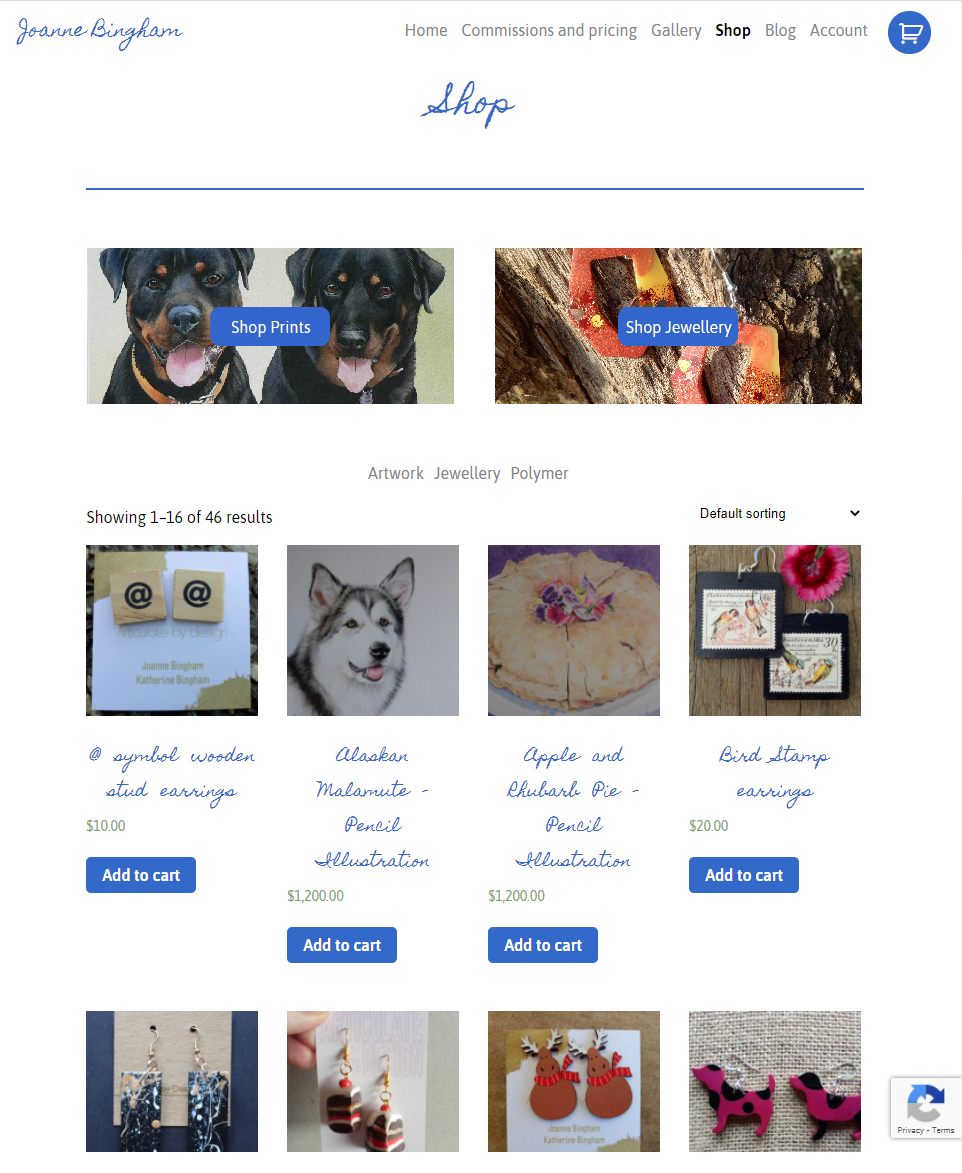 Joanne Bingham
Home Commissions and pricing Gallery Shop Blog Account
Shop
Shop Prints
Shop Jewellery
Artwork Jewellery Polymer
Showing 1–16 of 46 results
Default sorting
@ @
Articulate by design
Joanne Bingham
Katherine Bingham
39
@ symbol wooden
stud earrings
$10.00
Add to cart
Alaskan
Malamute –
Pencil
Illustration
$1,200.00
Add to cart
Apple and
Rhubarb Pie –
Pencil
Illustration
$1,200.00
Add to cart
Bird Stamp
earrings
$20.00
Add to cart
Joanne Bingham
Katherine Bingham
Privacy - Terms